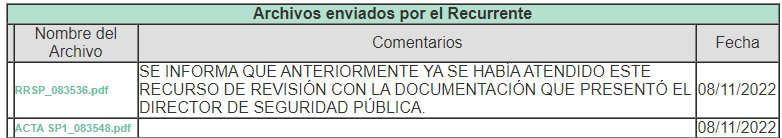 Archivos enviados por el Recurrente
Nombre del Archivo Comentarios Fecha
RRSP_083536.pdf SE INFORMA QUE ANTERIORMENTE YA SE HABÌA ATENDIDO ESTE
RECURSO DE REVISIÓN CON LA DOCUMENTACIÓN QUE PRESENTÓ EL 08/11/2022
DIRECTOR DE SEGURIDAD PÚBLICA.
ACTA SP1_083548.pdf 08/11/2022